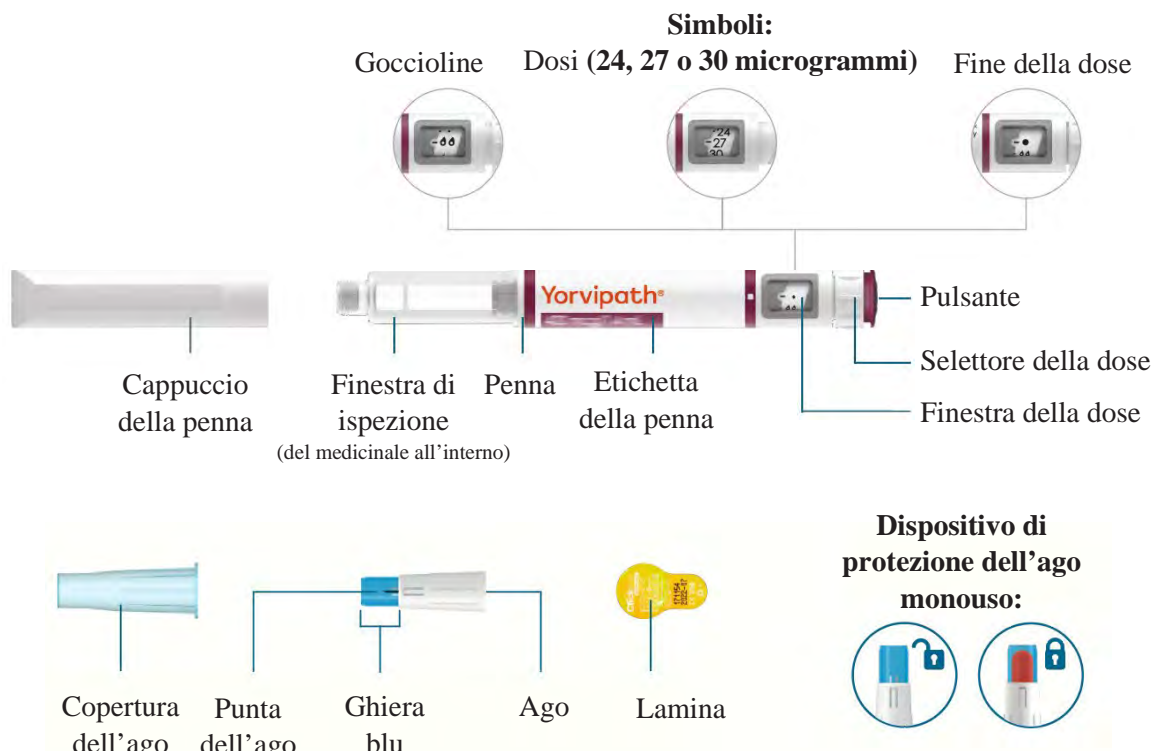 Simboli:
Goccioline
Dosi (24, 27 o 30 microgrammi)
Fine della dose
24
27
30
Yorvipath®
Pulsante
Selettore della dose
Finestra della dose
Cappuccio
della penna
Finestra di
ispezione
(del medicinale all’interno)
Penna
Etichetta
della penna
Dispositivo di
protezione dell’ago
monouso:
Copertura
dell’ago
Punta
dell’ago
Ghiera
blu
Ago
Lamina